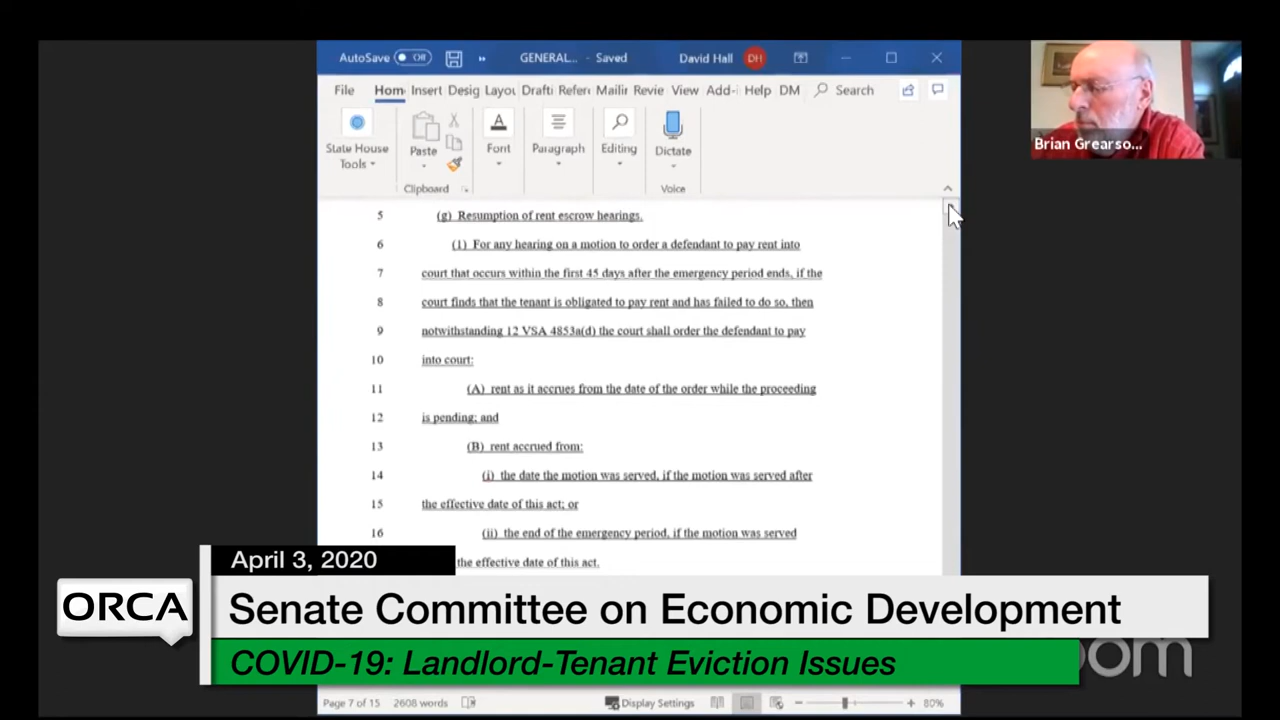 AutoSave Off GENERAL... - Saved David Hall DH
File Hom Insert Desig Layou Drafti Refere Mailin Revie View Add- Help DM Search
State House Tools
Paste
Font
Paragraph
Editing
Dictate
Clipboard
Voice
Brian Grearso...
5 (g) Resumption of rent escrow hearings.
6 (1) For any hearing on a motion to order a defendant to pay rent into
7 court that occurs within the first 45 days after the emergency period ends, if the
8 court finds that the tenant is obligated to pay rent and has failed to do so, then
9 notwithstanding 12 VSA 4853a(d) the court shall order the defendant to pay
10 into court:
11 (A) rent as it accrues from the date of the order while the proceeding
12 is pending; and
13 (B) rent accrued from:
14 (i) the date the motion was served, if the motion was served after
15 the effective date of this act; or
16 (ii) the end of the emergency period, if the motion was served
the effective date of this act.
April 3, 2020
ORCA
Senate Committee on Economic Development
COVID-19: Landlord-Tenant Eviction Issues
oom
Page 7 of 15 2608 words Display Settings 80%